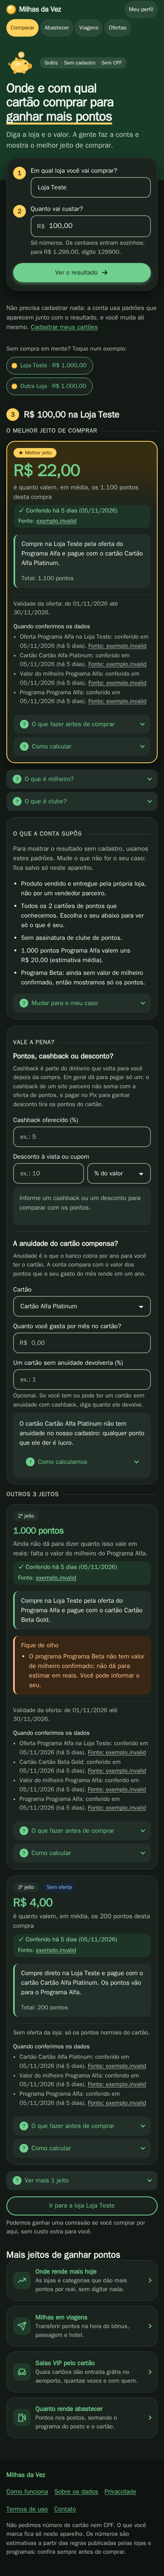 Milhas da Vez
Meu perfil
Comparar
Abastecer
Viagens
Ofertas
Grátis
Sem cadastro
Sem CPF
Onde e com qual
cartão comprar para
ganhar mais pontos
Diga a loja e o valor. A gente faz a conta e
mostra o melhor jeito de comprar.
1
Em qual loja você vai comprar?
Loja Teste
2
Quanto vai custar?
R$ 100,00
Só números. Os centavos entram sozinhos:
para R$ 1.299,00, digite 129900.
Ver o resultado →
Não precisa cadastrar nada: a conta usa padrões que
aparecem junto com o resultado, e você muda ali
mesmo. Cadastrar meus cartões
Sem compra em mente? Toque num exemplo:
Loja Teste · R$ 1.000,00
Outra Loja · R$ 1.000,00
3
R$ 100,00 na Loja Teste
O MELHOR JEITO DE COMPRAR
★ Melhor jeito
R$ 22,00
é quanto valem, em média, os 1.100 pontos
desta compra
✓ Conferido há 5 dias (05/11/2026)
Fonte: exemplo.invalid
Compre na Loja Teste pela oferta do
Programa Alfa e pague com o cartão Cartão
Alfa Platinum.
Total: 1.100 pontos
Validade da oferta: de 01/11/2026 até
30/11/2026.
Quando conferimos os dados
• Oferta Programa Alfa na Loja Teste: conferido em
05/11/2026 (há 5 dias). Fonte: exemplo.invalid
• Cartão Cartão Alfa Platinum: conferido em
05/11/2026 (há 5 dias). Fonte: exemplo.invalid
• Valor do milheiro Programa Alfa: conferido em
05/11/2026 (há 5 dias). Fonte: exemplo.invalid
• Programa Programa Alfa: conferido em
05/11/2026 (há 5 dias). Fonte: exemplo.invalid
? O que fazer antes de comprar
? Como calcular
? O que é milheiro?
? O que é clube?
O QUE A CONTA SUPÔS
Para mostrar o resultado sem cadastro, usamos
estes padrões. Mude o que não for o seu caso:
fica salvo só neste aparelho.
• Produto vendido e entregue pela própria loja,
não por um vendedor parceiro.
• Todos os 2 cartões de pontos que
conhecemos. Escolha o seu abaixo para ver
só o que é seu.
• Sem assinatura de clube de pontos.
• 1.000 pontos Programa Alfa valem uns
R$ 20,00 (estimativa média).
• Programa Beta: ainda sem valor de milheiro
confirmado, então mostramos só os pontos.
? Mudar para o meu caso
VALE A PENA?
Pontos, cashback ou desconto?
Cashback é parte do dinheiro que volta para você
depois da compra. Em geral dá para pegar só um: o
cashback de um site parceiro não soma com a
oferta de pontos, e pagar no Pix para ganhar
desconto tira os pontos do cartão.
Cashback oferecido (%)
ex.: 5
Desconto à vista ou cupom
ex.: 10
% do valor
Informe um cashback ou um desconto para
comparar com os pontos.
A anuidade do cartão compensa?
Anuidade é o que o banco cobra por ano para você
ter o cartão. A conta compara com o valor dos
pontos que o seu gasto do mês rende em um ano.
Cartão
Cartão Alfa Platinum
Quanto você gasta por mês no cartão?
R$ 0,00
Um cartão sem anuidade devolveria (%)
ex.: 1
Opcional. Se você tem ou pode ter um cartão sem
anuidade com cashback, diga quanto ele devolve.
O cartão Cartão Alfa Platinum não tem
anuidade no nosso cadastro: qualquer ponto
que ele der é lucro.
? Como calculamos
OUTROS 3 JEITOS
2º jeito
1.000 pontos
Ainda não dá para dizer quanto isso vale em
reais: falta o valor do milheiro do Programa Alfa.
✓ Conferido há 5 dias (05/11/2026)
Fonte: exemplo.invalid
Compre na Loja Teste pela oferta do
Programa Alfa e pague com o cartão Cartão
Beta Gold.
Fique de olho
• O programa Programa Beta não tem valor
de milheiro confirmado; não dá para
estimar em reais. Você pode informar o
seu.
Validade da oferta: de 01/11/2026 até
30/11/2026.
Quando conferimos os dados
• Oferta Programa Alfa na Loja Teste: conferido em
05/11/2026 (há 5 dias). Fonte: exemplo.invalid
• Cartão Cartão Beta Gold: conferido em
05/11/2026 (há 5 dias). Fonte: exemplo.invalid
• Valor do milheiro Programa Alfa: conferido em
05/11/2026 (há 5 dias). Fonte: exemplo.invalid
• Programa Programa Alfa: conferido em
05/11/2026 (há 5 dias). Fonte: exemplo.invalid
? O que fazer antes de comprar
? Como calcular
3º jeito
Sem oferta
R$ 4,00
é quanto valem, em média, os 200 pontos desta
compra
✓ Conferido há 5 dias (05/11/2026)
Fonte: exemplo.invalid
Compre direto na Loja Teste e pague com o
cartão Cartão Alfa Platinum. Os pontos vão
para o Programa Alfa.
Total: 200 pontos
Sem oferta da loja: só os pontos normais do cartão.
Quando conferimos os dados
• Cartão Cartão Alfa Platinum: conferido em
05/11/2026 (há 5 dias). Fonte: exemplo.invalid
• Valor do milheiro Programa Alfa: conferido em
05/11/2026 (há 5 dias). Fonte: exemplo.invalid
• Programa Programa Alfa: conferido em
05/11/2026 (há 5 dias). Fonte: exemplo.invalid
? O que fazer antes de comprar
? Como calcular
? Ver mais 1 jeito
Ir para a loja Loja Teste
Podemos ganhar uma comissão se você comprar por
aqui, sem custo extra para você.
Mais jeitos de ganhar pontos
Onde rende mais hoje
As lojas e categorias que dão mais
pontos por real, sem digitar nada.
Milhas em viagens
Transferir pontos na hora do bônus,
passagem e hotel.
Salas VIP pelo cartão
Quais cartões dão entrada grátis no
aeroporto, quantas vezes e com quem.
Quanto rende abastecer
Pontos nos postos, somando o
programa do posto e o cartão.
Milhas da Vez
Como funciona
Sobre os dados
Privacidade
Termos de uso
Contato
Não pedimos número de cartão nem CPF. O que você
marca fica só neste aparelho. Os números são
estimativas a partir das regras publicadas pelas lojas e
programas: confira sempre antes de comprar.